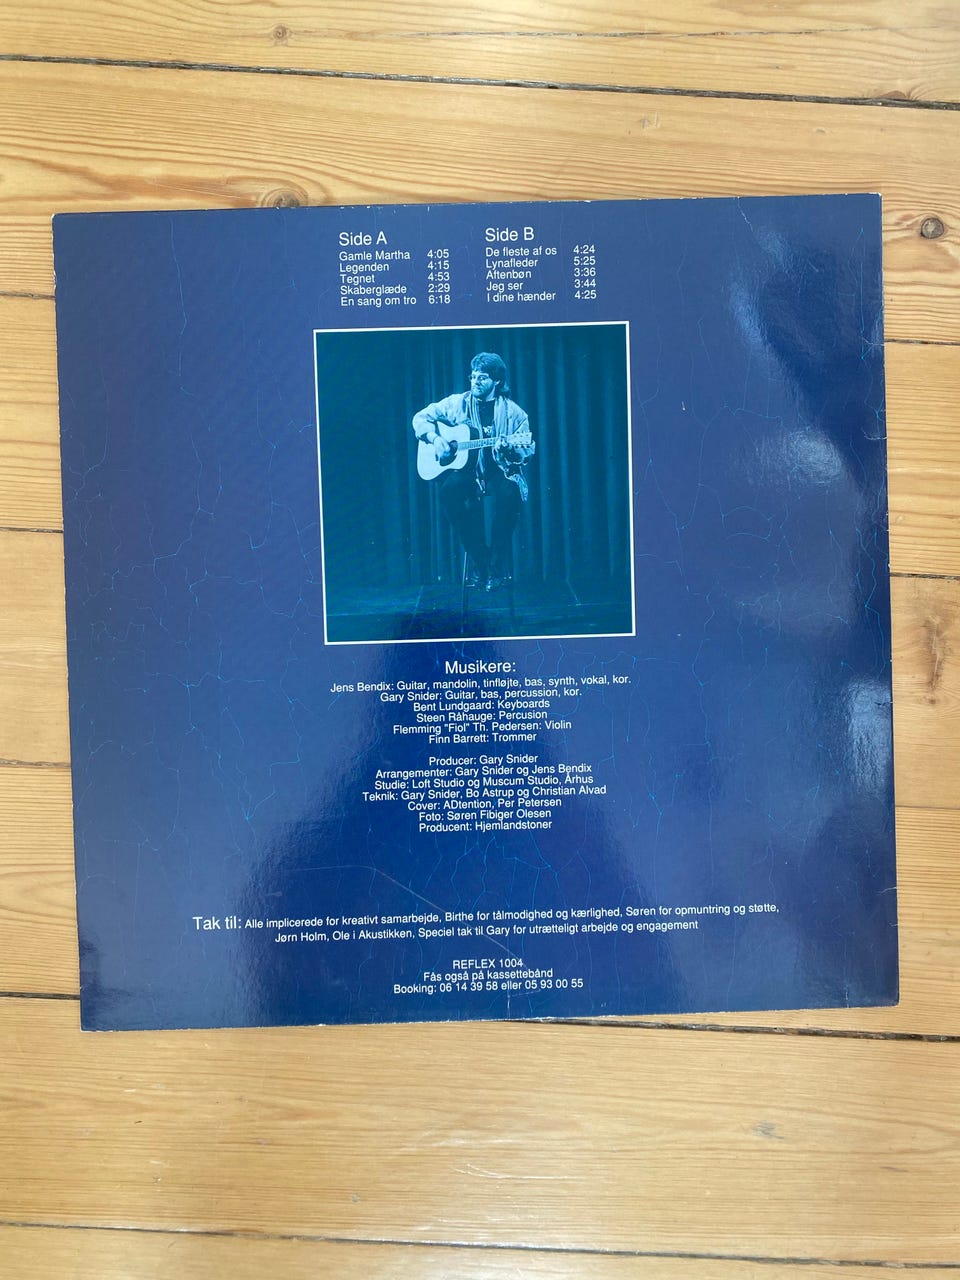 Side A
Gamle Martha 4:05
Legenden 4:15
Tegnet 4:53
Skaberglæde 2:29
En sang om tro 6:18
Side B
De fleste af os 4:24
Lynafleder 5:25
Aftenbøn 3:36
Jeg ser 3:44
I dine hænder 4:25
Musikere:
Jens Bendix: Guitar, mandolin, tinfløjte, bas, synth, vokal, kor.
Gary Snider: Guitar, bas, percussion, kor.
Bent Lundgaard: Keyboards
Steen Råhauge: Percusion
Flemming "Fiol" Th. Pedersen: Violin
Finn Barrett: Trommer
Producer: Gary Snider
Arrangementer: Gary Snider og Jens Bendix
Studie: Loft Studio og Muscum Studio, Århus
Teknik: Gary Snider, Bo Astrup og Christian Alvad
Cover: ADtention, Per Petersen
Foto: Søren Fibiger Olesen
Producent: Hjemlandstoner
Tak til: Alle implicerede for kreativt samarbejde, Birthe for tålmodighed og kærlighed, Søren for opmuntring og støtte,
Jørn Holm, Ole i Akustikken, Speciel tak til Gary for utrætteligt arbejde og engagement
REFLEX 1004
Fås også på kassettebånd
Booking: 06 14 39 58 eller 05 93 00 55